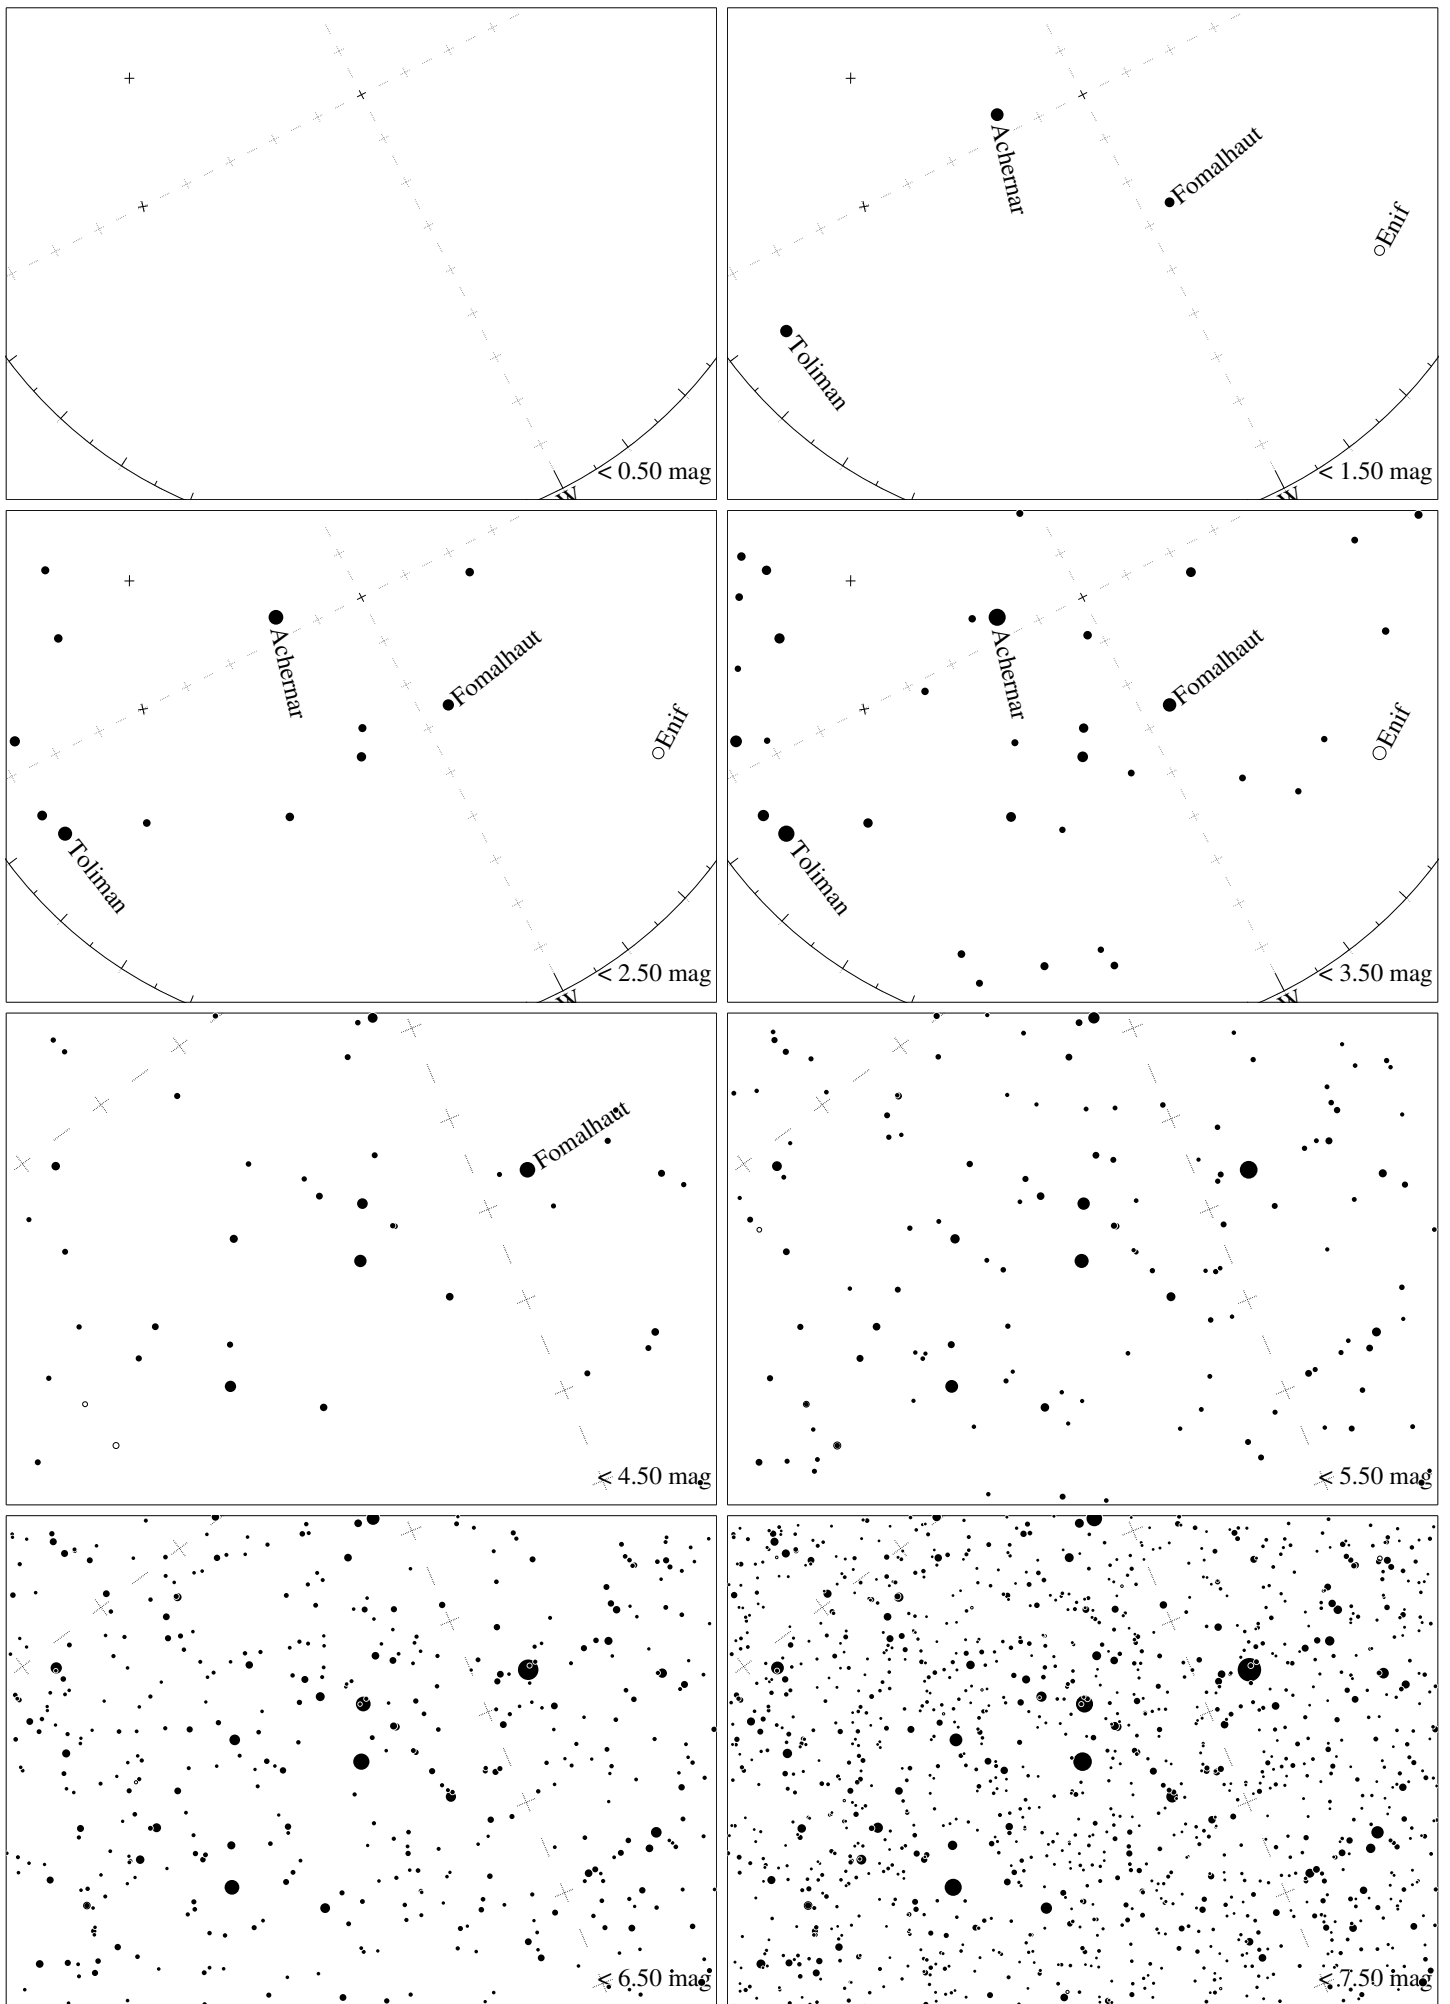 W
< 0.50 mag
Achernar
Fomalhaut
Enif
Toliman
W
< 1.50 mag
Achernar
Fomalhaut
Enif
Toliman
W
< 2.50 mag
Achernar
Fomalhaut
Enif
Toliman
W
< 3.50 mag
Fomalhaut
< 4.50 mag
< 5.50 mag
< 6.50 mag
< 7.50 mag